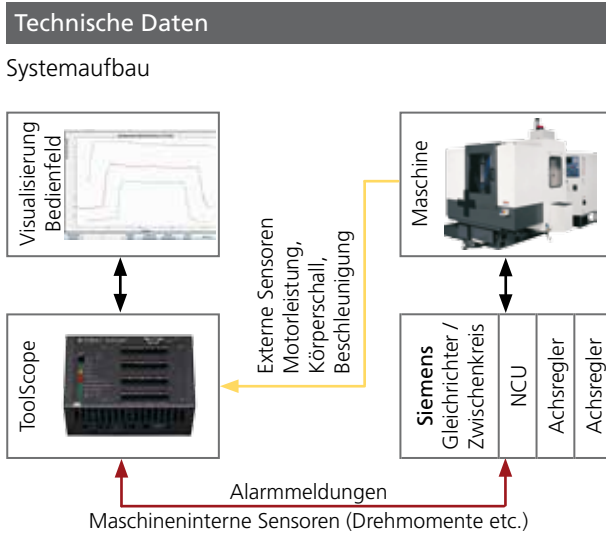 Technische Daten
Systemaufbau
Visualisierung
Bedienfeld
Maschine
Externe Sensoren
Motorleistung,
Körperschall,
Beschleunigung
ToolScope
Siemens
Gleichrichter /
Zwischenkreis
NCU
Achsregler
Achsregler
Alarmmeldungen
Maschineninterne Sensoren (Drehmomente etc.)